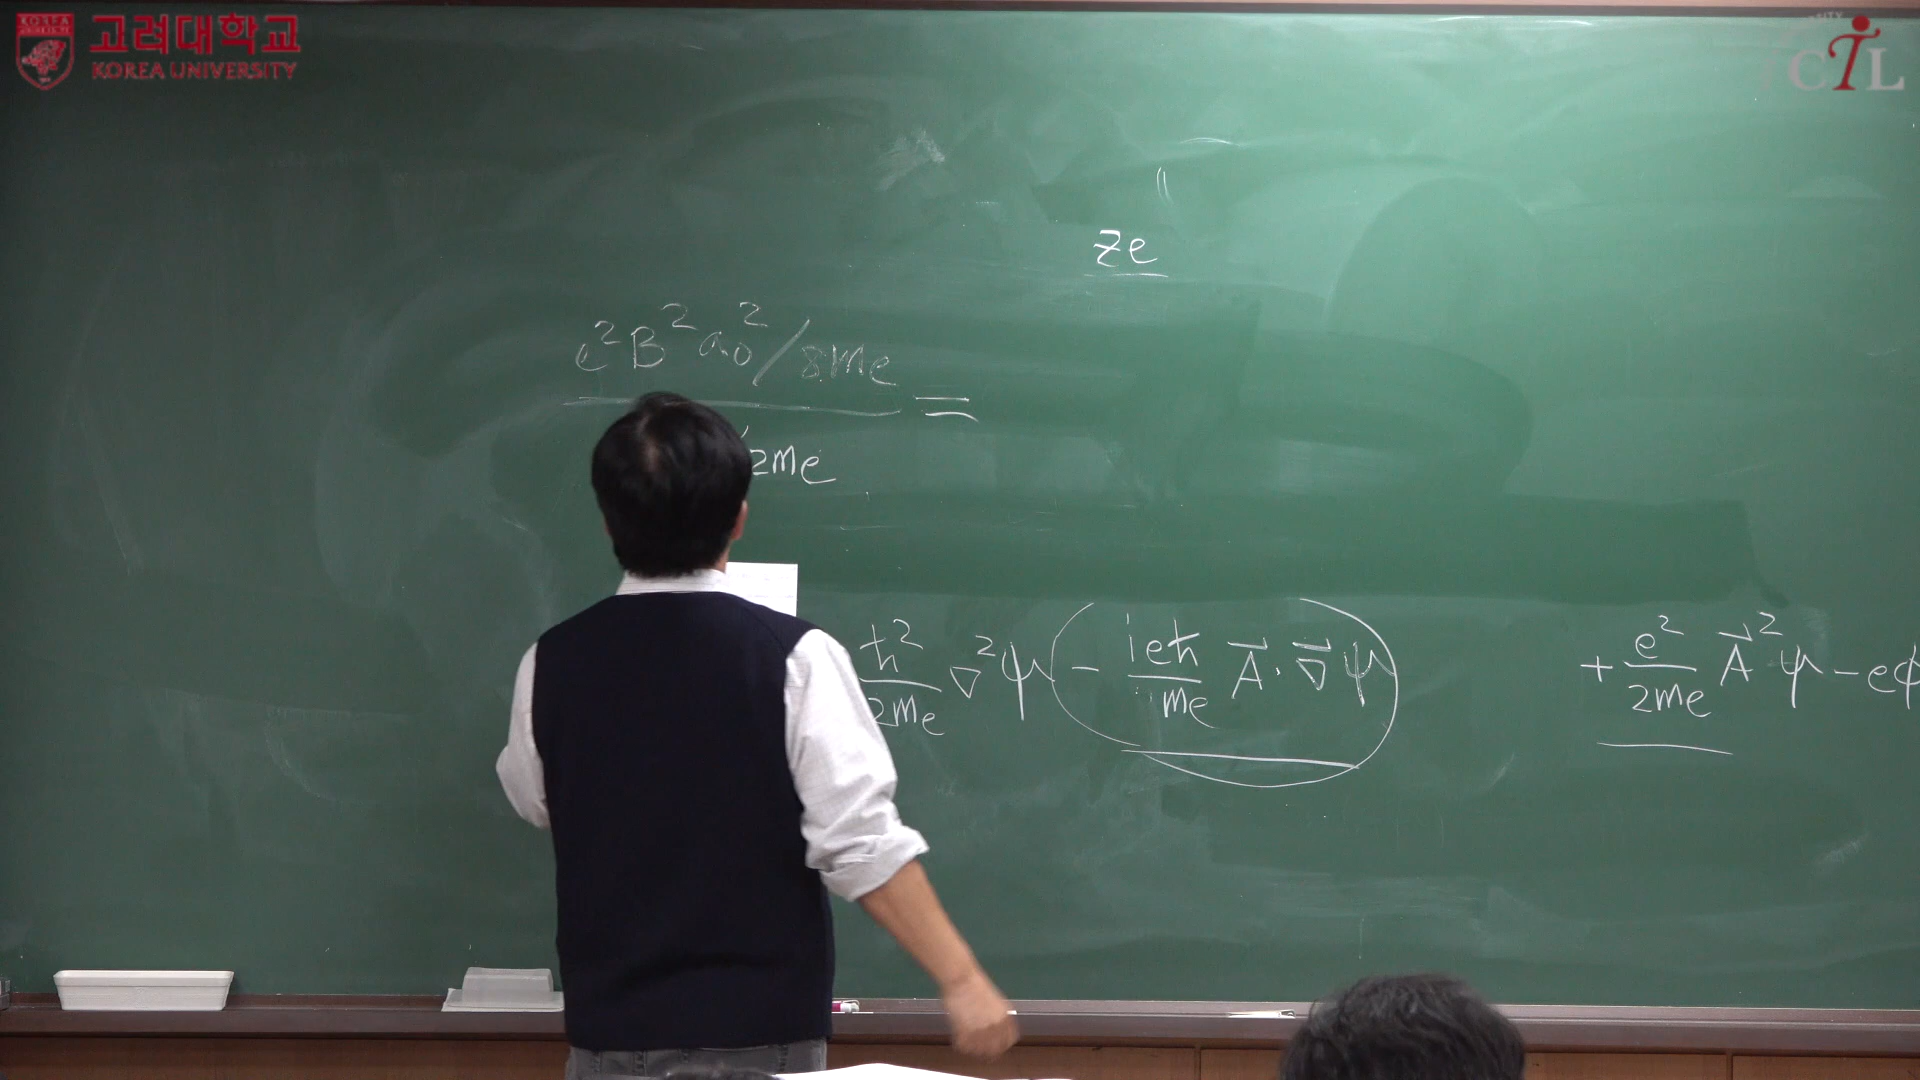 고려대학교
KOREA UNIVERSITY
CTL
ze
e²B²a₀²/8me
=
2me
ħ²/2me ∇²ψ - ieħ/me A⃗·∇⃗ψ + e²/2me A⃗²ψ - eϕ